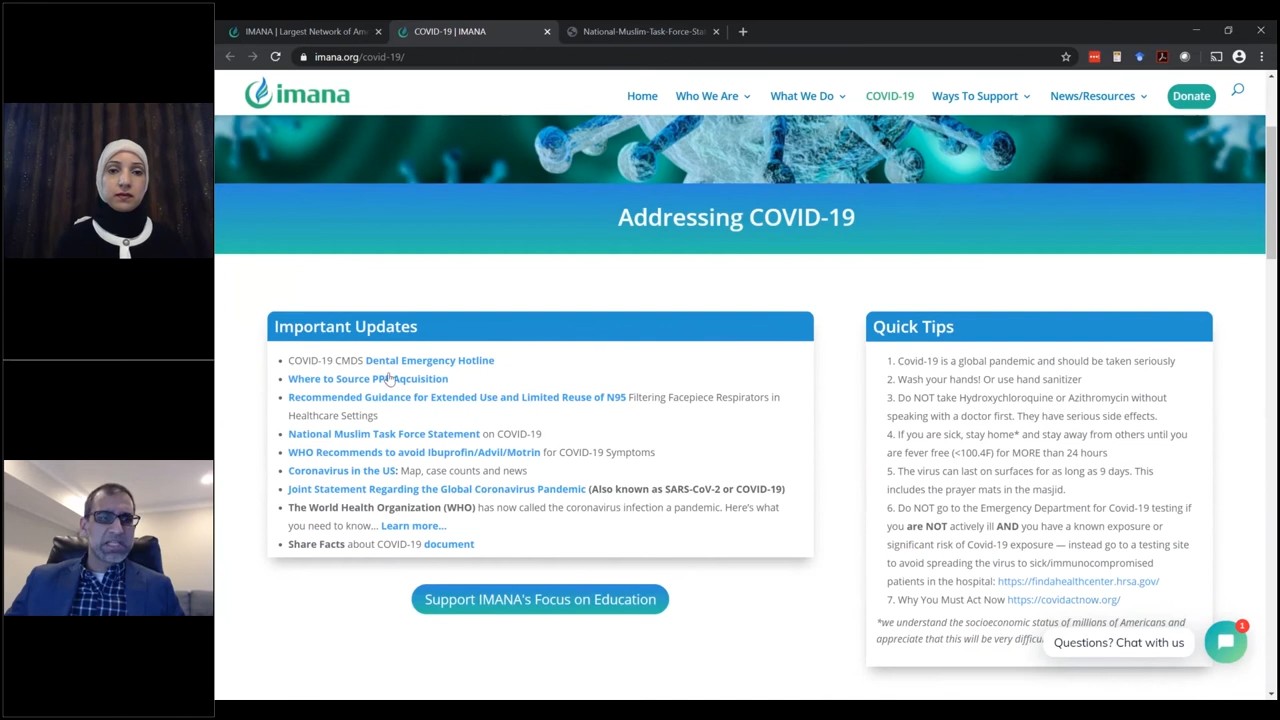 IMANA | Largest Network of Am
COVID-19 | IMANA
National-Muslim-Task-Force-Sta
imana.org/covid-19/
imana
Home
Who We Are
What We Do
COVID-19
Ways To Support
News/Resources
Donate
Addressing COVID-19
Important Updates
COVID-19 CMDS Dental Emergency Hotline
Where to Source PPE Aqcuisition
Recommended Guidance for Extended Use and Limited Reuse of N95 Filtering Facepiece Respirators in
Healthcare Settings
National Muslim Task Force Statement on COVID-19
WHO Recommends to avoid Ibuprofin/Advil/Motrin for COVID-19 Symptoms
Coronavirus in the US: Map, case counts and news
Joint Statement Regarding the Global Coronavirus Pandemic (Also known as SARS-CoV-2 or COVID-19)
The World Health Organization (WHO) has now called the coronavirus infection a pandemic. Here's what
you need to know... Learn more...
Share Facts about COVID-19 document
Support IMANA's Focus on Education
Quick Tips
1. Covid-19 is a global pandemic and should be taken seriously
2. Wash your hands! Or use hand sanitizer
3. Do NOT take Hydroxychloroquine or Azithromycin without
speaking with a doctor first. They have serious side effects.
4. If you are sick, stay home* and stay away from others until you
are fever free (<100.4F) for MORE than 24 hours
5. The virus can last on surfaces for as long as 9 days. This
includes the prayer mats in the masjid.
6. Do NOT go to the Emergency Department for Covid-19 testing if
you are NOT actively ill AND you have a known exposure or
significant risk of Covid-19 exposure — instead go to a testing site
to avoid spreading the virus to sick/immunocompromised
patients in the hospital: https://findahealthcenter.hrsa.gov/
7. Why You Must Act Now https://covidactnow.org/
*we understand the socioeconomic status of millions of Americans and
appreciate that this will be very
Questions? Chat with us
1